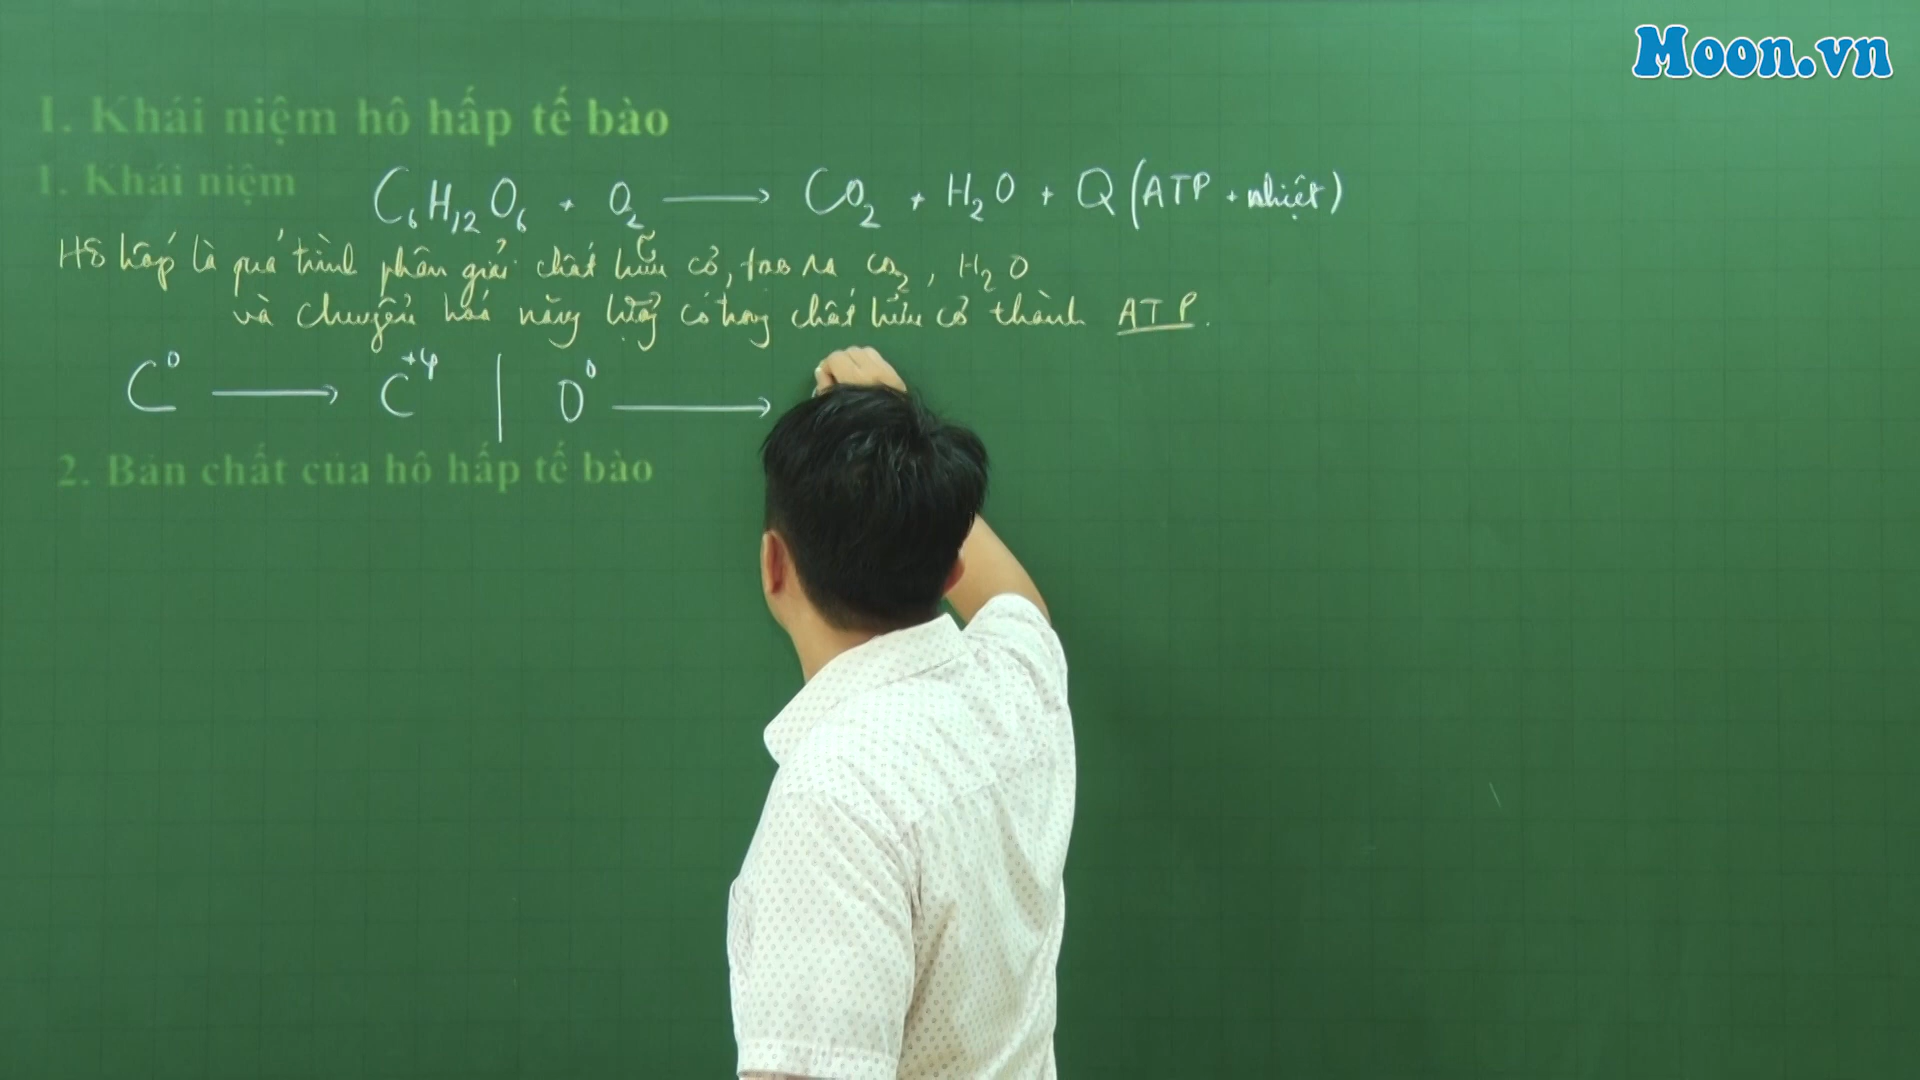 Moon.vn
I. Khái niệm hô hấp tế bào
1. Khái niệm
C₆H₁₂O₆ + O₂ ⟶ CO₂ + H₂O + Q (ATP + nhiệt)
Hô hấp là quá trình phân giải chất hữu cơ, tạo ra CO₂, H₂O
và chuyển hoá năng lượng có trong chất hữu cơ thành ATP.
C⁰ ⟶ C⁺⁴ | O⁰ ⟶
2. Bản chất của hô hấp tế bào